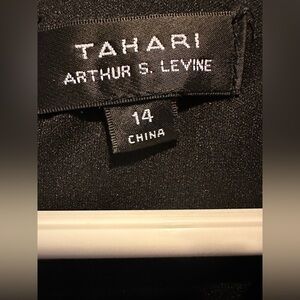 TAHARI
ARTHUR S. LEVINE
14
CHINA